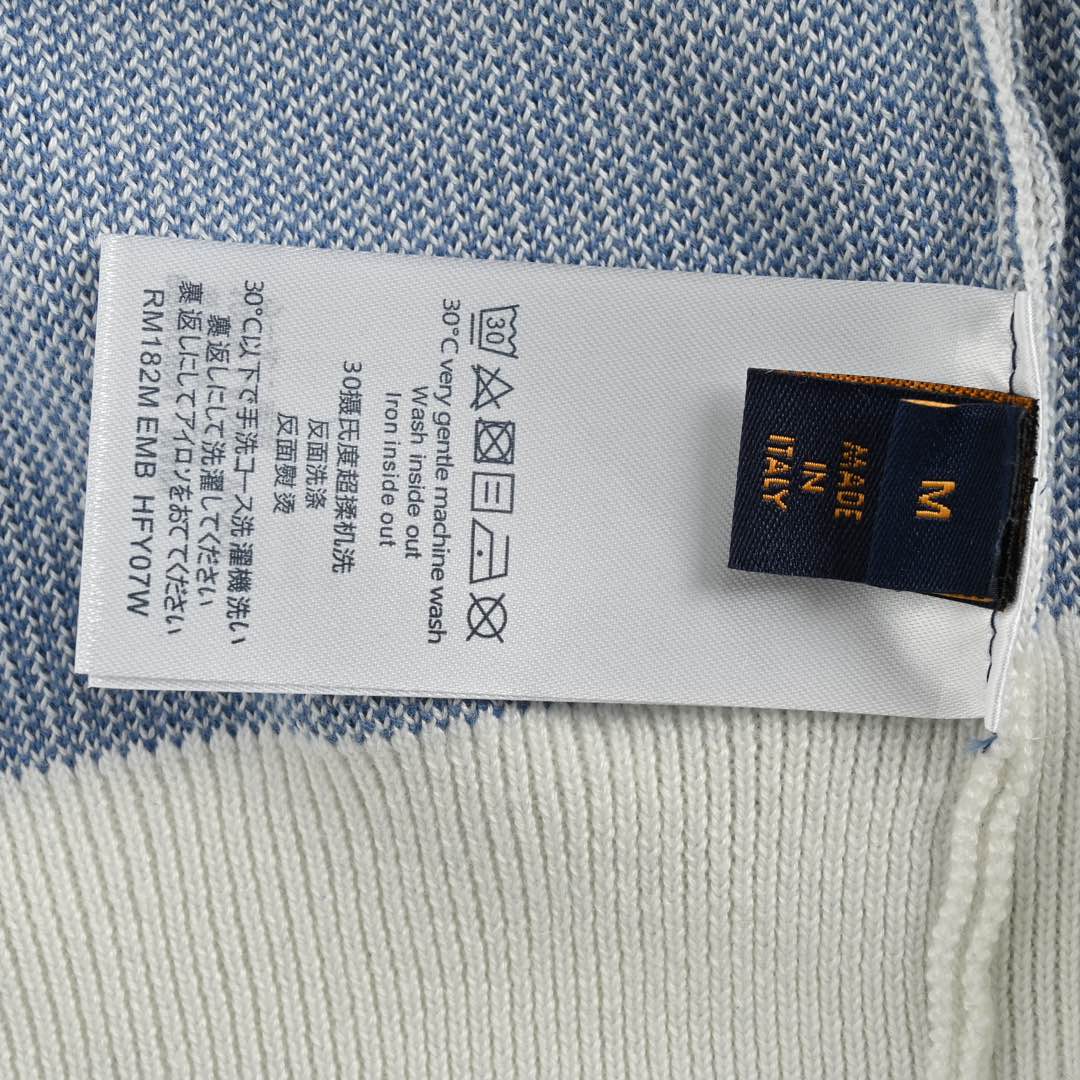 M
MADE
IN
ITALY
30
30°C very gentle machine wash
Wash inside out
Iron inside out
30摄氏度超揉机洗
反面洗涤
反面熨烫
30°C以下で手洗コース洗濯機洗い
裏返しにして洗濯してください
裏返しにしてアイロンをおてください
RM182M EMB HFY07W